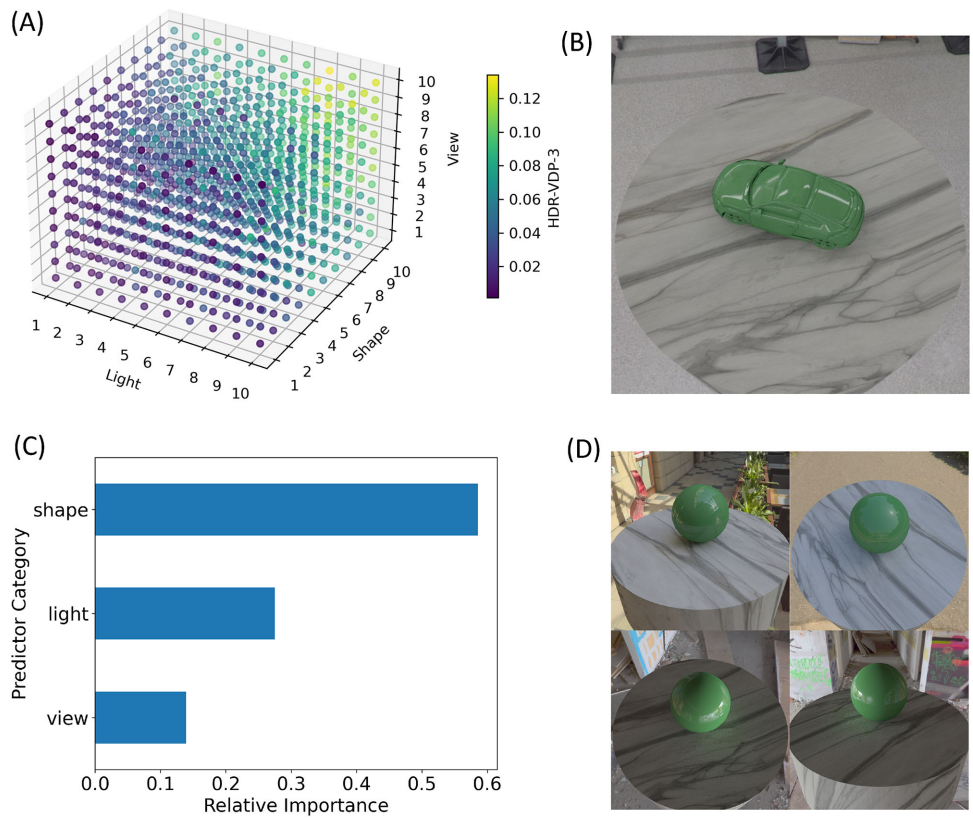 (A)
10
9
8
7
6
5
4
3
2
1
View
0.12
0.10
0.08
0.06
0.04
0.02
HDR-VDP-3
1
2
3
4
5
6
7
8
9
10
Light
1
2
3
4
5
6
7
8
9
10
Shape
(B)
(C)
shape
light
view
Predictor Category
0.0 0.1 0.2 0.3 0.4 0.5 0.6
Relative Importance
(D)